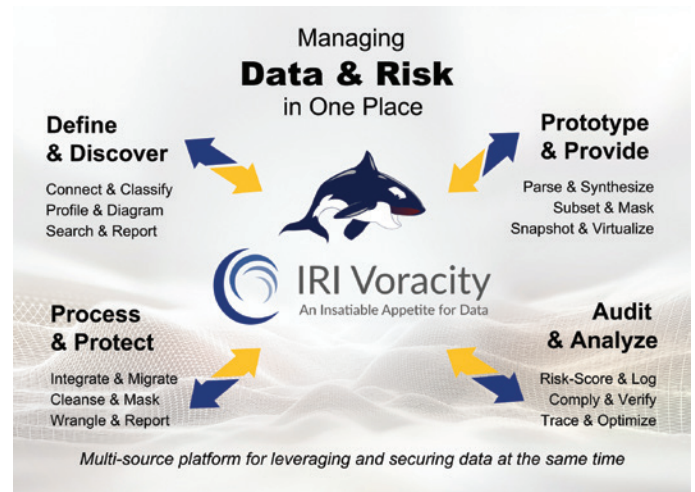 Managing
Data & Risk
in One Place
Define
& Discover
Connect & Classify
Profile & Diagram
Search & Report
Prototype
& Provide
Parse & Synthesize
Subset & Mask
Snapshot & Virtualize
IRI Voracity
An Insatiable Appetite for Data
Process
& Protect
Integrate & Migrate
Cleanse & Mask
Wrangle & Report
Audit
& Analyze
Risk-Score & Log
Comply & Verify
Trace & Optimize
Multi-source platform for leveraging and securing data at the same time